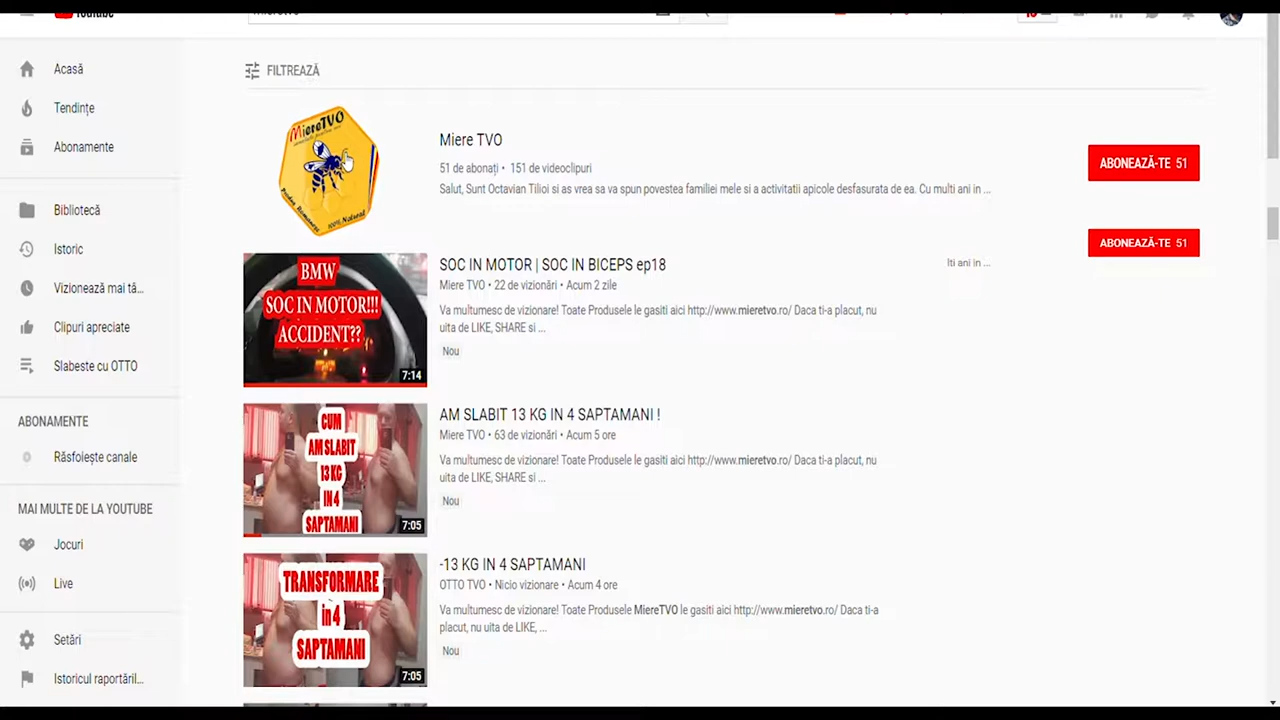 Acasă
Tendințe
Abonamente
Bibliotecă
Istoric
Vizionează mai tâ...
Clipuri apreciate
Slabeste cu OTTO
ABONAMENTE
Răsfoiește canale
MAI MULTE DE LA YOUTUBE
Jocuri
Live
Setări
Istoricul raportăril...
FILTREAZĂ
MiereTVO
100% Natural
Miere TVO
51 de abonați • 151 de videoclipuri
Salut, Sunt Octavian Tilioi si as vrea sa va spun povestea familiei mele si a activitatii apicole desfasurata de ea. Cu multi ani in ...
ABONEAZĂ-TE 51
ABONEAZĂ-TE 51
lti ani in ...
BMW
SOC IN MOTOR!!!
ACCIDENT??
7:14
SOC IN MOTOR | SOC IN BICEPS ep18
Miere TVO • 22 de vizionări • Acum 2 zile
Va multumesc de vizionare! Toate Produsele le gasiti aici http://www.mieretvo.ro/ Daca ti-a placut, nu
uita de LIKE, SHARE si ...
Nou
CUM
AM SLABIT
13 KG
IN 4
SAPTAMANI
7:05
AM SLABIT 13 KG IN 4 SAPTAMANI !
Miere TVO • 63 de vizionări • Acum 5 ore
Va multumesc de vizionare! Toate Produsele le gasiti aici http://www.mieretvo.ro/ Daca ti-a placut, nu
uita de LIKE, SHARE si ...
Nou
TRANSFORMARE
in 4
SAPTAMANI
7:05
-13 KG IN 4 SAPTAMANI
OTTO TVO • Nicio vizionare • Acum 4 ore
Va multumesc de vizionare! Toate Produsele MiereTVO le gasiti aici http://www.mieretvo.ro/ Daca ti-a
placut, nu uita de LIKE, ...
Nou